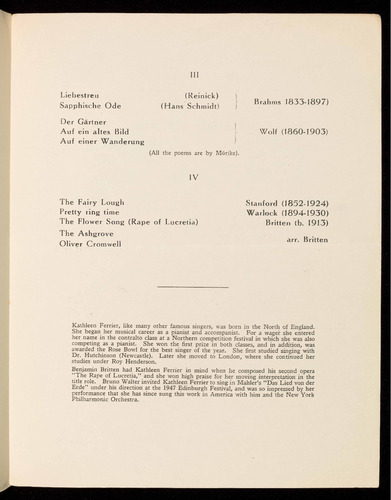 III
Liebestreu (Reinick)
Sapphische Ode (Hans Schmidt)
Brahms 1833-1897)
Der Gärtner
Auf ein altes Bild
Auf einer Wanderung
Wolf (1860-1903)
(All the poems are by Mörike).
IV
The Fairy Lough Stanford (1852-1924)
Pretty ring time Warlock (1894-1930)
The Flower Song (Rape of Lucretia) Britten (b. 1913)
The Ashgrove
Oliver Cromwell
arr. Britten
Kathleen Ferrier, like many other famous singers, was born in the North of England.
She began her musical career as a pianist and accompanist. For a wager she entered
her name in the contralto class at a Northern competition festival in which she was also
competing as a pianist. She won the first prize in both classes, and in addition, was
awarded the Rose Bowl for the best singer of the year. She first studied singing with
Dr. Hutchinson (Newcastle). Later she moved to London, where she continued her
studies under Roy Henderson.
Benjamin Britten had Kathleen Ferrier in mind when he composed his second opera
"The Rape of Lucretia," and she won high praise for her moving interpretation in the
title role. Bruno Walter invited Kathleen Ferrier to sing in Mahler's "Das Lied von der
Erde" under his direction at the 1947 Edinburgh Festival, and was so impressed by her
performance that she has since sung this work in America with him and the New York
Philharmonic Orchestra.